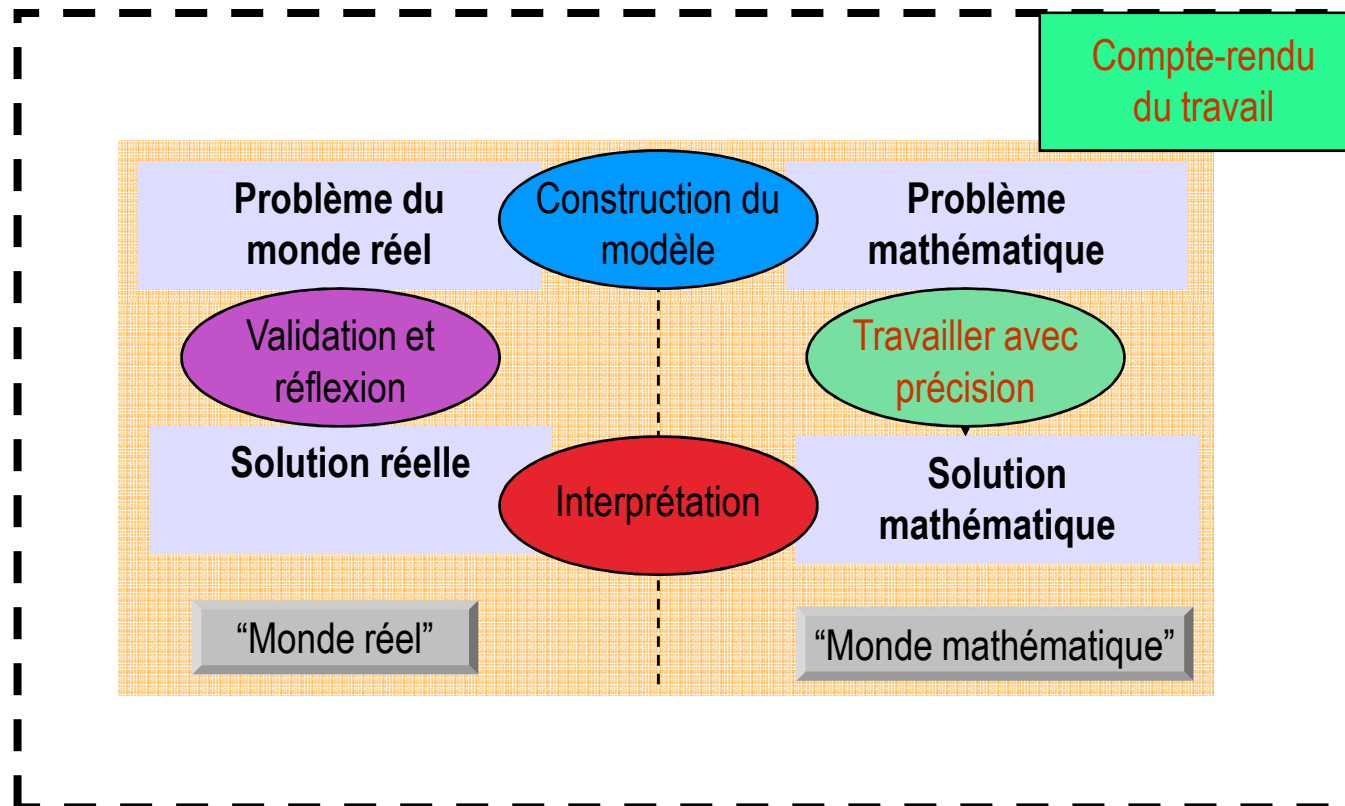 Compte-rendu
du travail
Problème du
monde réel
Construction du
modèle
Problème
mathématique
Validation et
réflexion
Travailler avec
précision
Solution réelle
Interprétation
Solution
mathématique
“Monde réel”
“Monde mathématique”